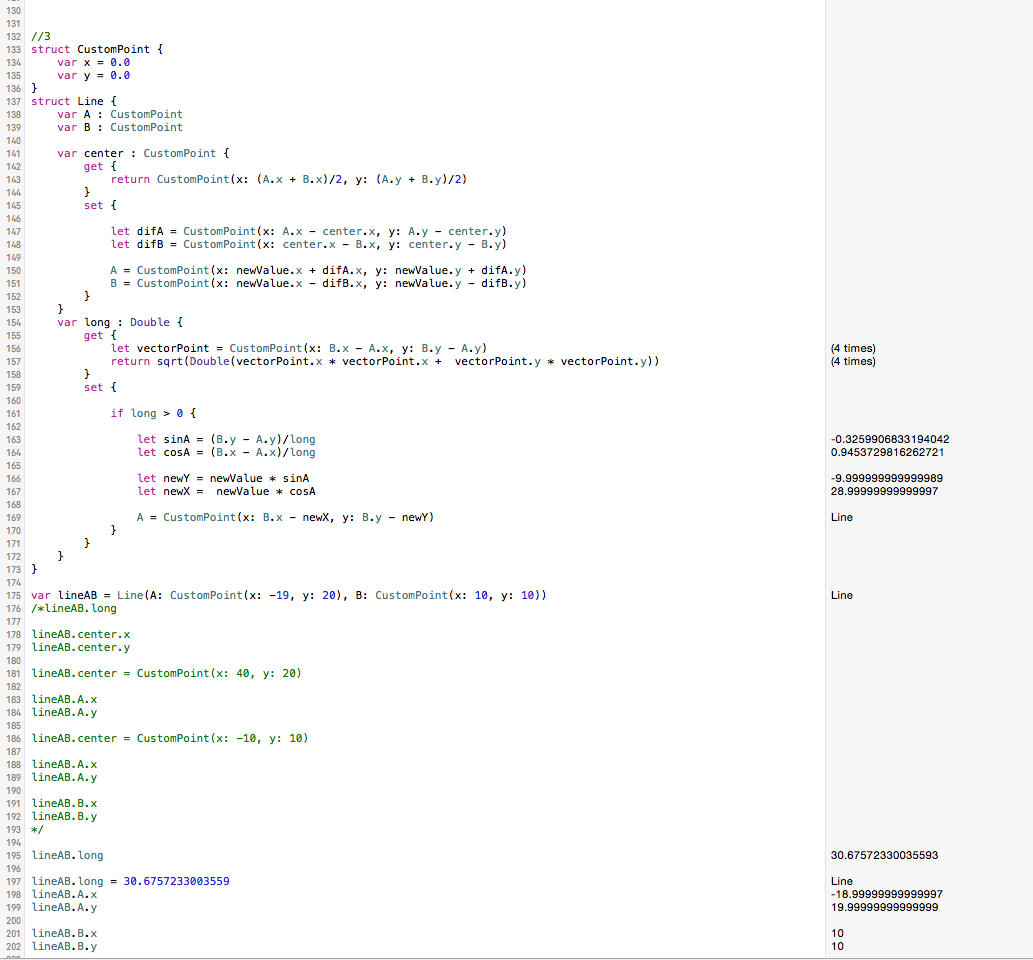 130
131
132 //3
133 struct CustomPoint {
134     var x = 0.0
135     var y = 0.0
136 }
137 struct Line {
138     var A : CustomPoint
139     var B : CustomPoint
140
141     var center : CustomPoint {
142         get {
143             return CustomPoint(x: (A.x + B.x)/2, y: (A.y + B.y)/2)
144         }
145         set {
146
147             let difA = CustomPoint(x: A.x - center.x, y: A.y - center.y)
148             let difB = CustomPoint(x: center.x - B.x, y: center.y - B.y)
149
150             A = CustomPoint(x: newValue.x + difA.x, y: newValue.y + difA.y)
151             B = CustomPoint(x: newValue.x - difB.x, y: newValue.y - difB.y)
152         }
153     }
154     var long : Double {
155         get {
156             let vectorPoint = CustomPoint(x: B.x - A.x, y: B.y - A.y) (4 times)
157             return sqrt(Double(vectorPoint.x * vectorPoint.x +  vectorPoint.y * vectorPoint.y)) (4 times)
158         }
159         set {
160
161             if long > 0 {
162
163                 let sinA = (B.y - A.y)/long -0.3259906833194042
164                 let cosA = (B.x - A.x)/long 0.9453729816262721
165
166                 let newY = newValue * sinA -9.999999999999989
167                 let newX =  newValue * cosA 28.99999999999997
168
169                 A = CustomPoint(x: B.x - newX, y: B.y - newY) Line
170             }
171         }
172     }
173 }
174
175 var lineAB = Line(A: CustomPoint(x: -19, y: 20), B: CustomPoint(x: 10, y: 10)) Line
176 /*lineAB.long
177
178 lineAB.center.x
179 lineAB.center.y
180
181 lineAB.center = CustomPoint(x: 40, y: 20)
182
183 lineAB.A.x
184 lineAB.A.y
185
186 lineAB.center = CustomPoint(x: -10, y: 10)
187
188 lineAB.A.x
189 lineAB.A.y
190
191 lineAB.B.x
192 lineAB.B.y
193 */
194
195 lineAB.long 30.67572330035593
196
197 lineAB.long = 30.6757233003559 Line
198 lineAB.A.x -18.99999999999997
199 lineAB.A.y 19.99999999999999
200
201 lineAB.B.x 10
202 lineAB.B.y 10